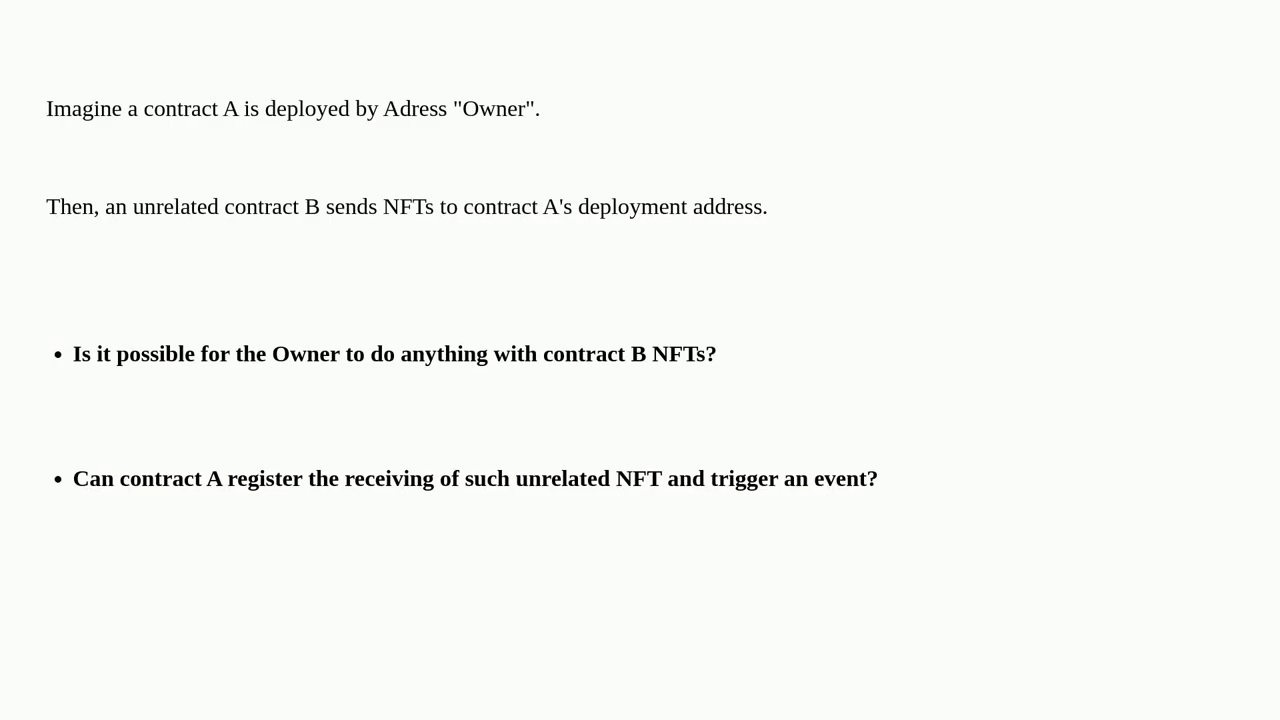 Imagine a contract A is deployed by Adress "Owner".
Then, an unrelated contract B sends NFTs to contract A's deployment address.
• Is it possible for the Owner to do anything with contract B NFTs?
• Can contract A register the receiving of such unrelated NFT and trigger an event?